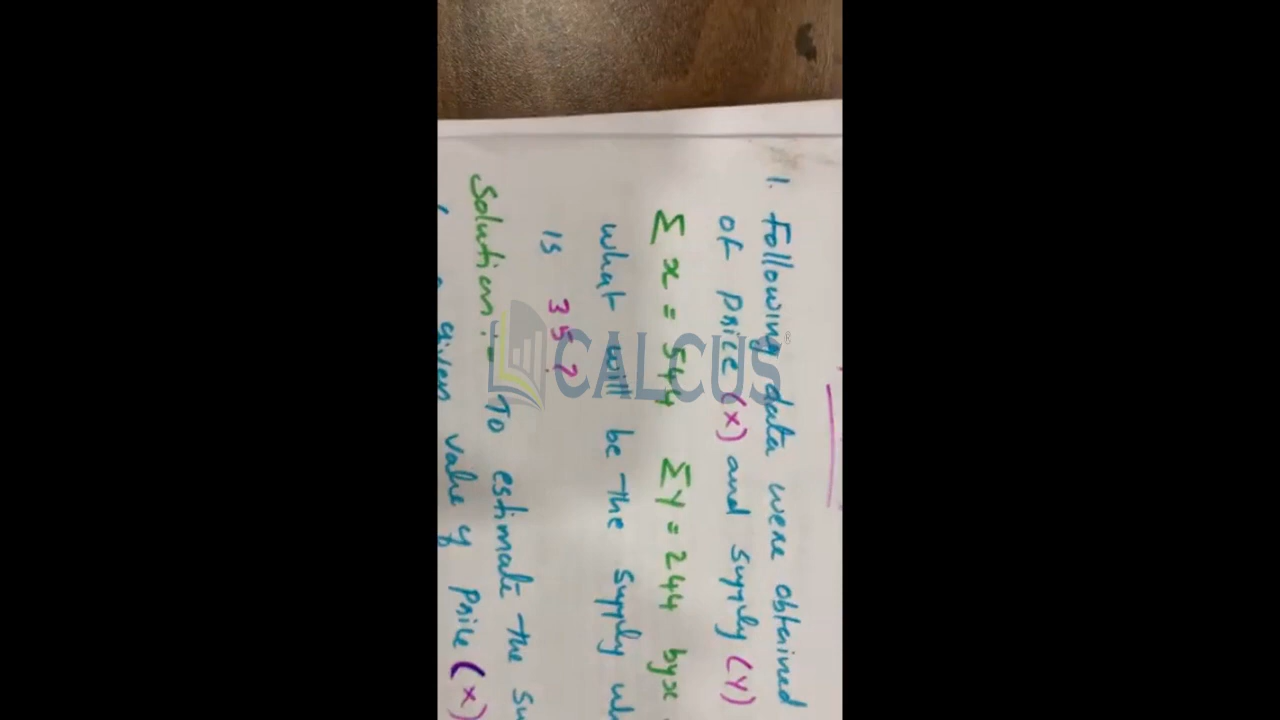 1. Following data were obtained
of price (x) and supply (y)
Σx = 544 Σy = 244 byx
what will be the supply
is 35?
Solution :- To estimate the
given value of price (x)
CALCUS®